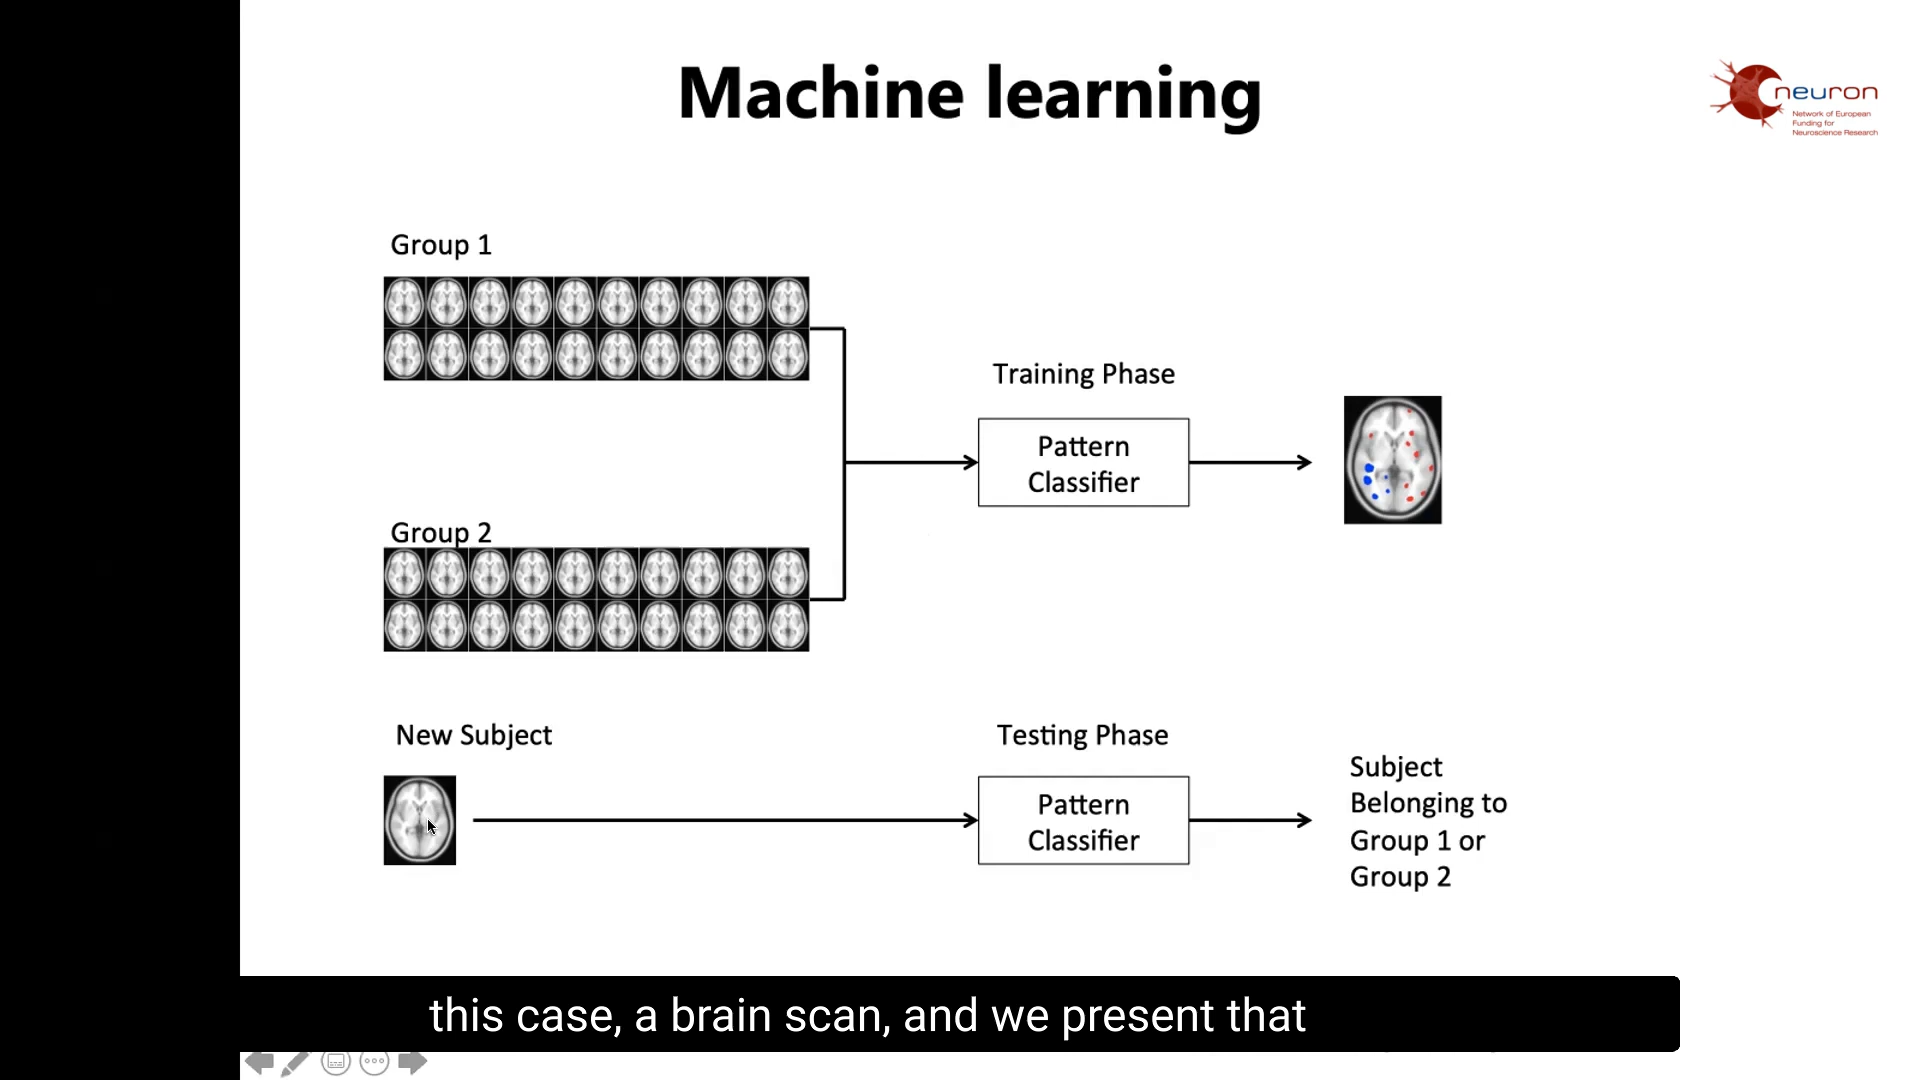 Machine learning
neuron
Network of European
Funding for
Neuroscience Research
Group 1
Training Phase
Pattern
Classifier
Group 2
New Subject
Testing Phase
Pattern
Classifier
Subject
Belonging to
Group 1 or
Group 2
this case, a brain scan, and we present that